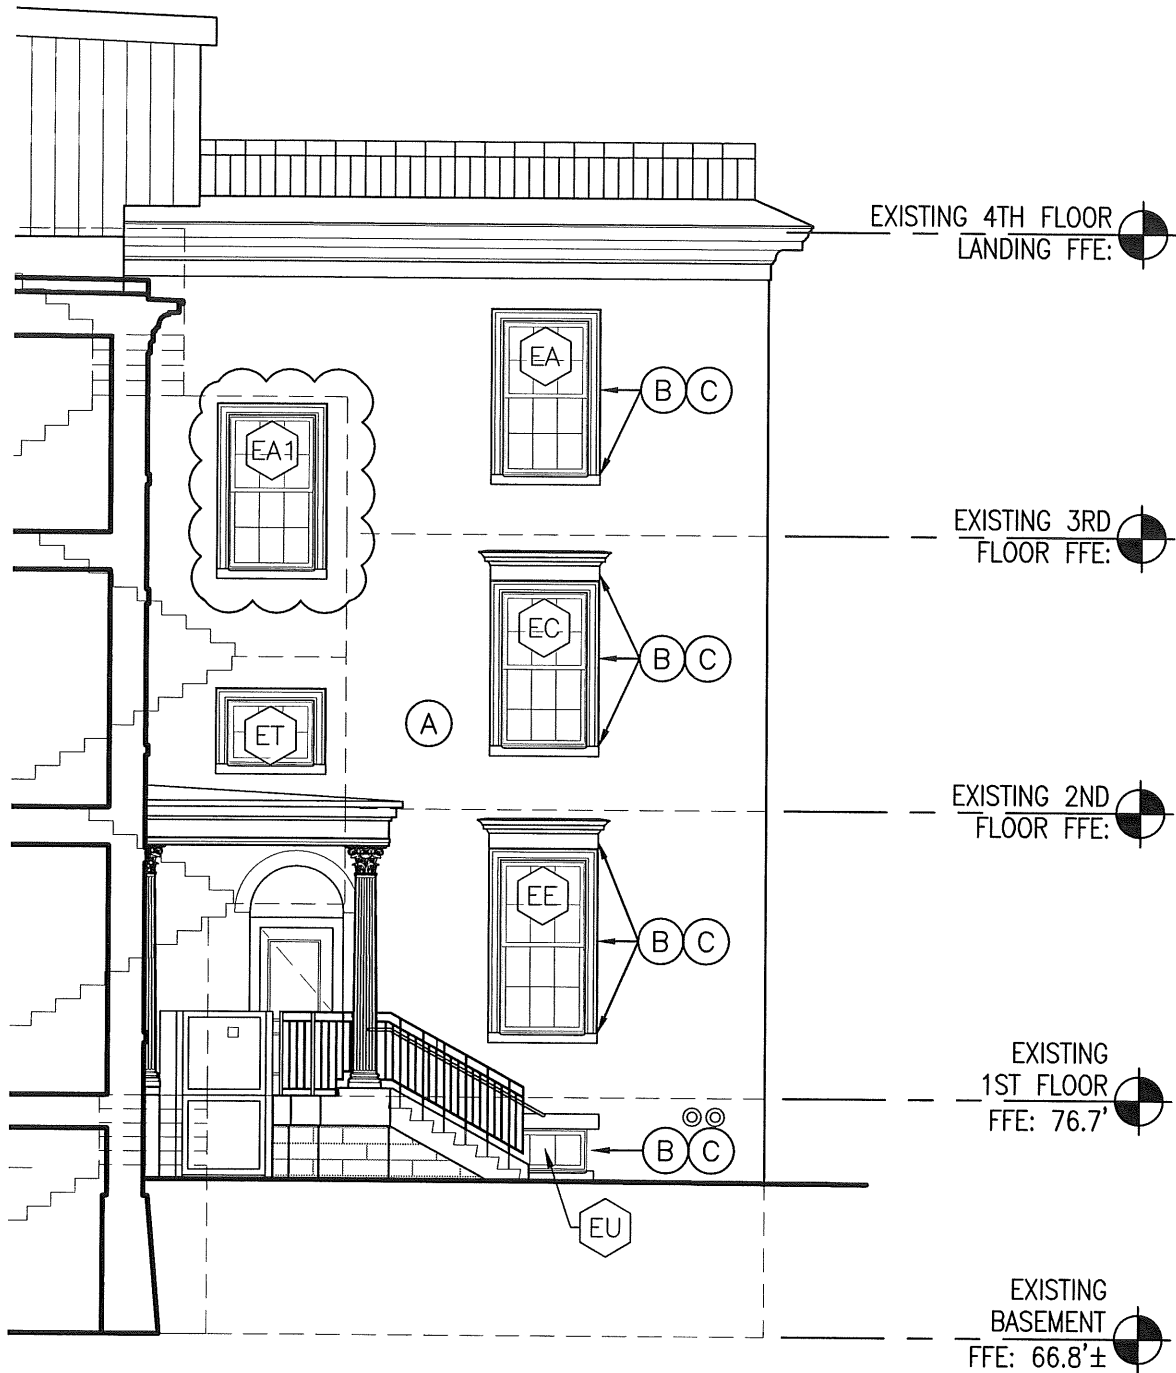 EXISTING 4TH FLOOR
LANDING FFE:
EA
B C
EA1
EXISTING 3RD
FLOOR FFE:
EC
B C
A
ET
EXISTING 2ND
FLOOR FFE:
EE
B C
EXISTING
1ST FLOOR
FFE: 76.7'
B C
EU
EXISTING
BASEMENT
FFE: 66.8'±